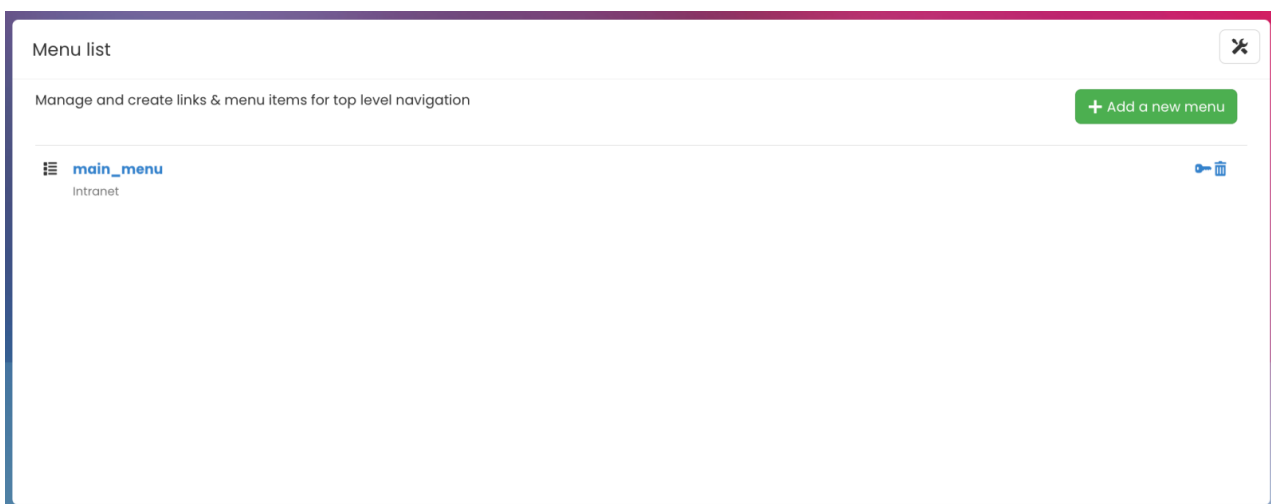 Menu list
Manage and create links & menu items for top level navigation
+ Add a new menu
main_menu
Intranet